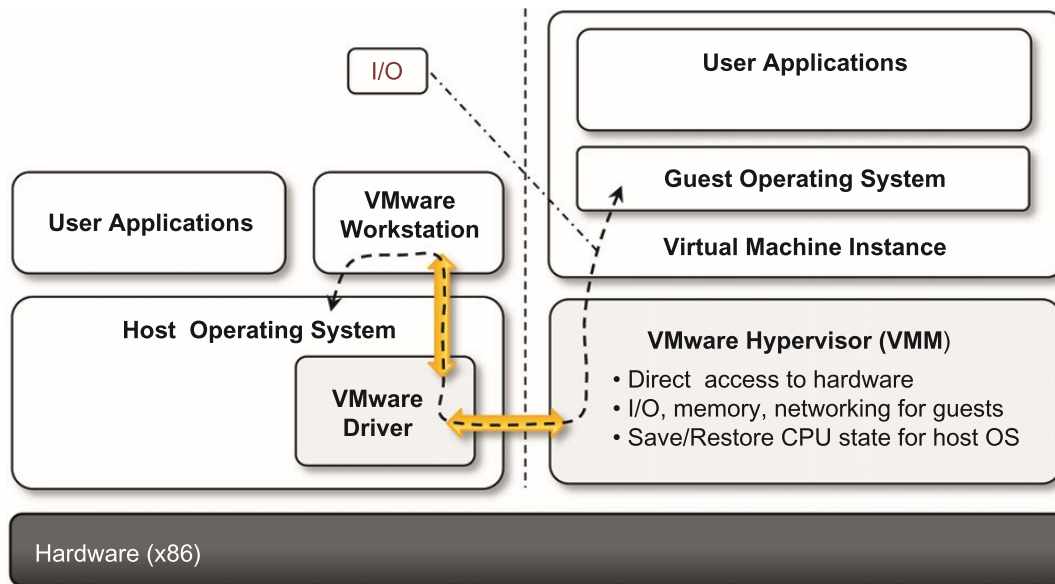 I/O
User Applications
VMware
Workstation
Host Operating System
VMware
Driver
User Applications
Guest Operating System
Virtual Machine Instance
VMware Hypervisor (VMM)
• Direct access to hardware
• I/O, memory, networking for guests
• Save/Restore CPU state for host OS
Hardware (x86)